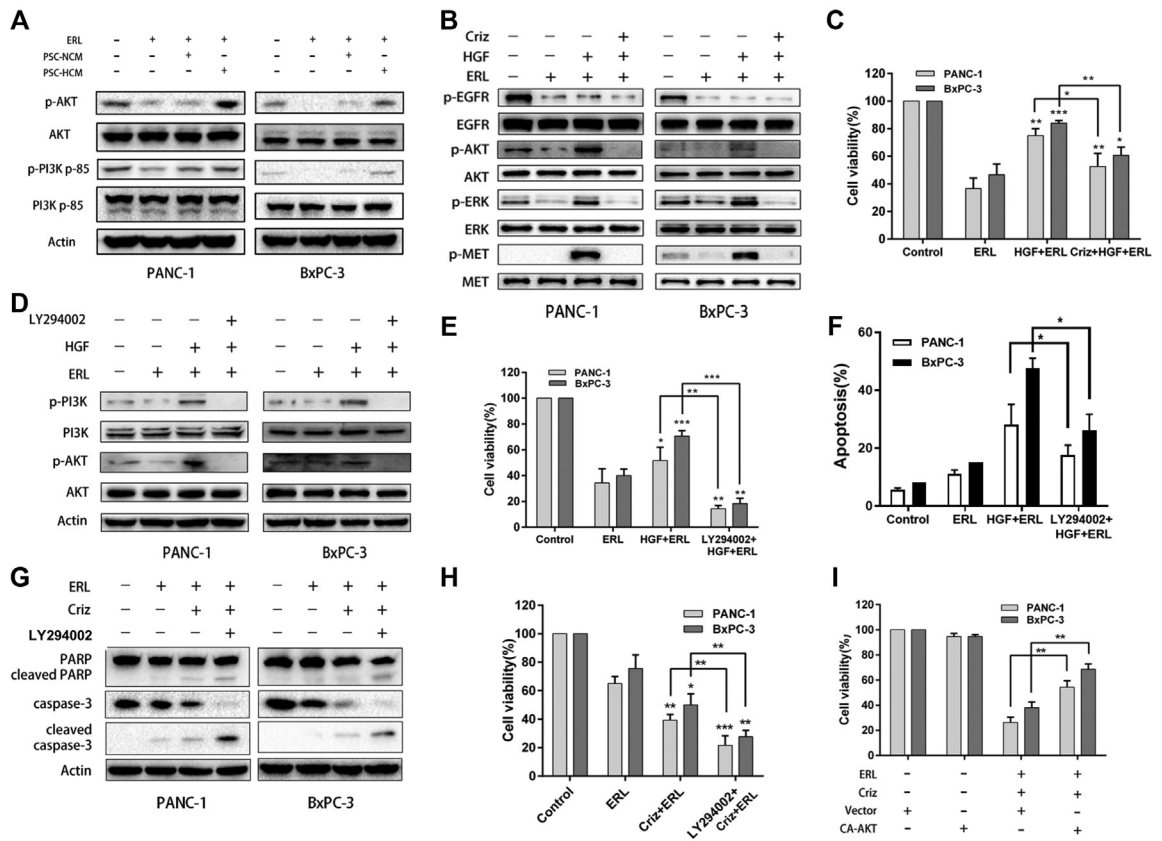 A
ERL - + + + - + + +
PSC-NCM - - + - - - + -
PSC-HCM - - - + - - - +
p-AKT
AKT
p-PI3K p-85
PI3K p-85
Actin
PANC-1 BxPC-3
B
Criz - - - + - - - +
HGF - - + + - - + +
ERL - + + + - + + +
p-EGFR
EGFR
p-AKT
AKT
p-ERK
ERK
p-MET
MET
PANC-1 BxPC-3
C
PANC-1
BxPC-3
Cell viability(%)
120
100
80
60
40
20
0
** *** ** * * **
Control ERL HGF+ERL Criz+HGF+ERL
D
LY294002 - - - + - - - +
HGF - - + + - - + +
ERL - + + + - + + +
p-PI3K
PI3K
p-AKT
AKT
Actin
PANC-1 BxPC-3
E
PANC-1
BxPC-3
Cell viability(%)
120
100
80
60
40
20
0
* *** ** ** ** ***
Control ERL HGF+ERL LY294002+
HGF+ERL
F
PANC-1
BxPC-3
Apoptosis(%)
60
40
20
0
* *
Control ERL HGF+ERL LY294002+
HGF+ERL
G
ERL - + + + - + + +
Criz - - + + - - + +
LY294002 - - - + - - - +
PARP
cleaved PARP
caspase-3
cleaved
caspase-3
Actin
PANC-1 BxPC-3
H
PANC-1
BxPC-3
Cell viability(%)
120
100
80
60
40
20
0
** * *** ** ** **
Control ERL Criz+ERL LY294002+
Criz+ERL
I
PANC-1
BxPC-3
Cell viability(%)
120
100
80
60
40
20
0
** **
ERL - - + +
Criz - - + +
Vector + - + -
CA-AKT - + - +